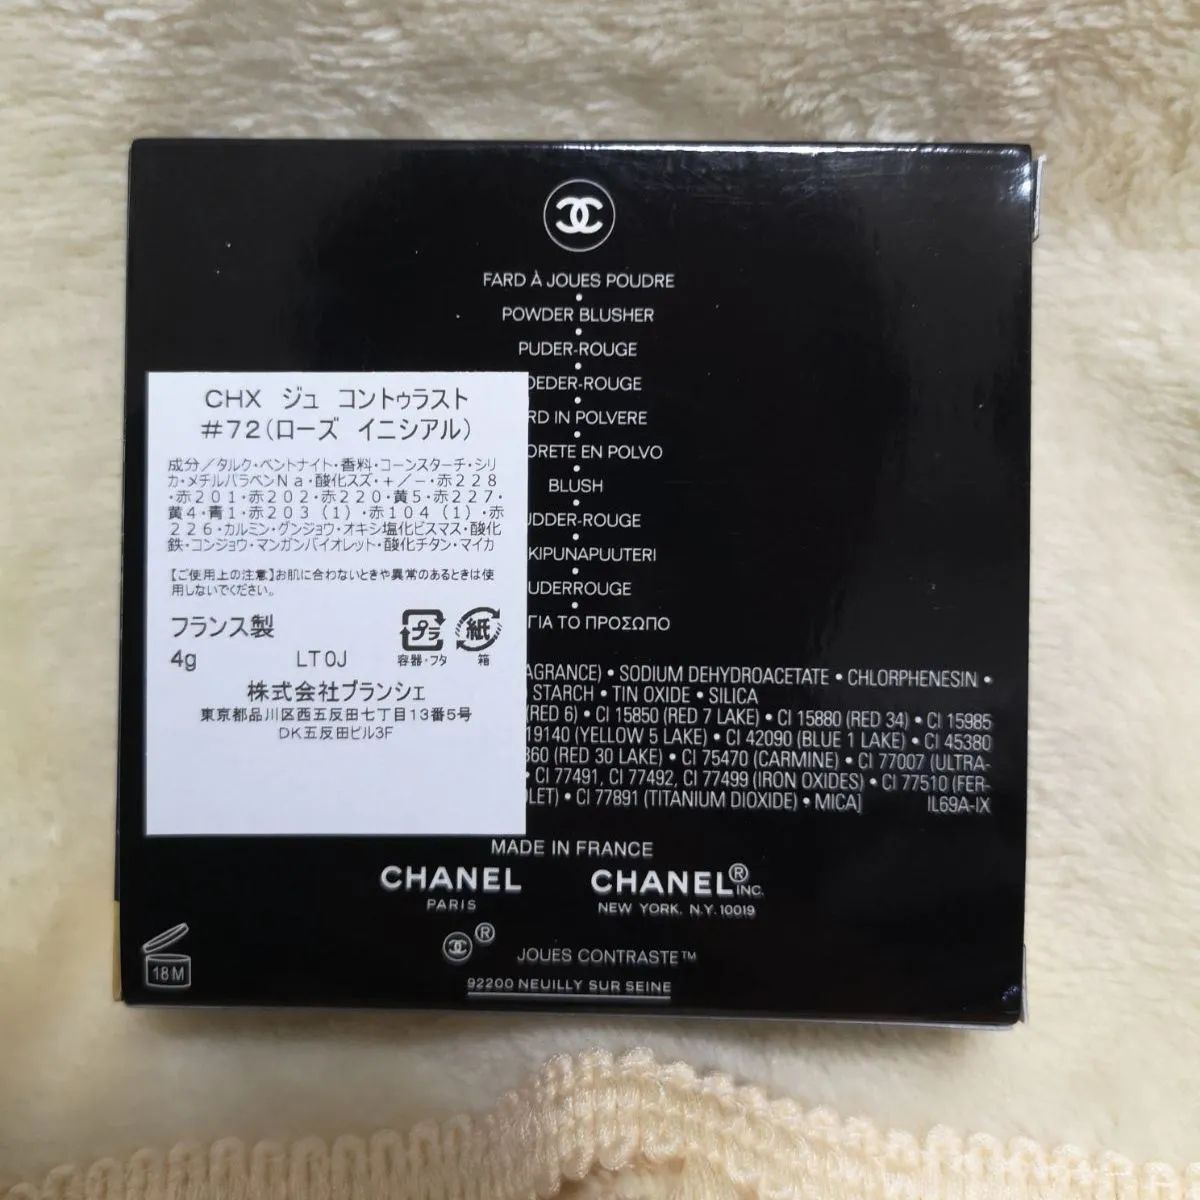 FARD À JOUES POUDRE
POWDER BLUSHER
PUDER-ROUGE
OEDER-ROUGE
RD IN POLVERE
ORETE EN POLVO
BLUSH
UDDER-ROUGE
KIPUNAPUUTERI
UDERROUGE
ΓΙΑ ΤΟ ΠΡΟΣΩΠΟ
CHX ジュ コントゥラスト
#72(ローズ イニシアル)
成分/タルク・ベントナイト・香料・コーンスターチ・シリ
カ・メチルパラベンNa・酸化スズ・+/-・赤228
・赤201・赤202・赤220・黄5・赤227・
黄4・青1・赤203(1)・赤104(1)・赤
226・カルミン・グンジョウ・オキシ塩化ビスマス・酸化
鉄・コンジョウ・マンガンバイオレット・酸化チタン・マイカ
【ご使用上の注意】お肌に合わないときや異常のあるときは使
用しないでください。
フランス製
4g LT0J
プラ 紙
容器・フタ 箱
株式会社ブランシェ
東京都品川区西五反田七丁目13番5号
DK五反田ビル3F
AGRANCE) • SODIUM DEHYDROACETATE • CHLORPHENESIN •
STARCH • TIN OXIDE • SILICA
(RED 6) • CI 15850 (RED 7 LAKE) • CI 15880 (RED 34) • CI 15985
19140 (YELLOW 5 LAKE) • CI 42090 (BLUE 1 LAKE) • CI 45380
360 (RED 30 LAKE) • CI 75470 (CARMINE) • CI 77007 (ULTRA-
• CI 77491, CI 77492, CI 77499 (IRON OXIDES) • CI 77510 (FER-
OLET) • CI 77891 (TITANIUM DIOXIDE) • MICA] IL69A-IX
MADE IN FRANCE
CHANEL CHANEL® INC.
PARIS NEW YORK, N.Y. 10019
® JOUES CONTRASTE™
18M
92200 NEUILLY SUR SEINE